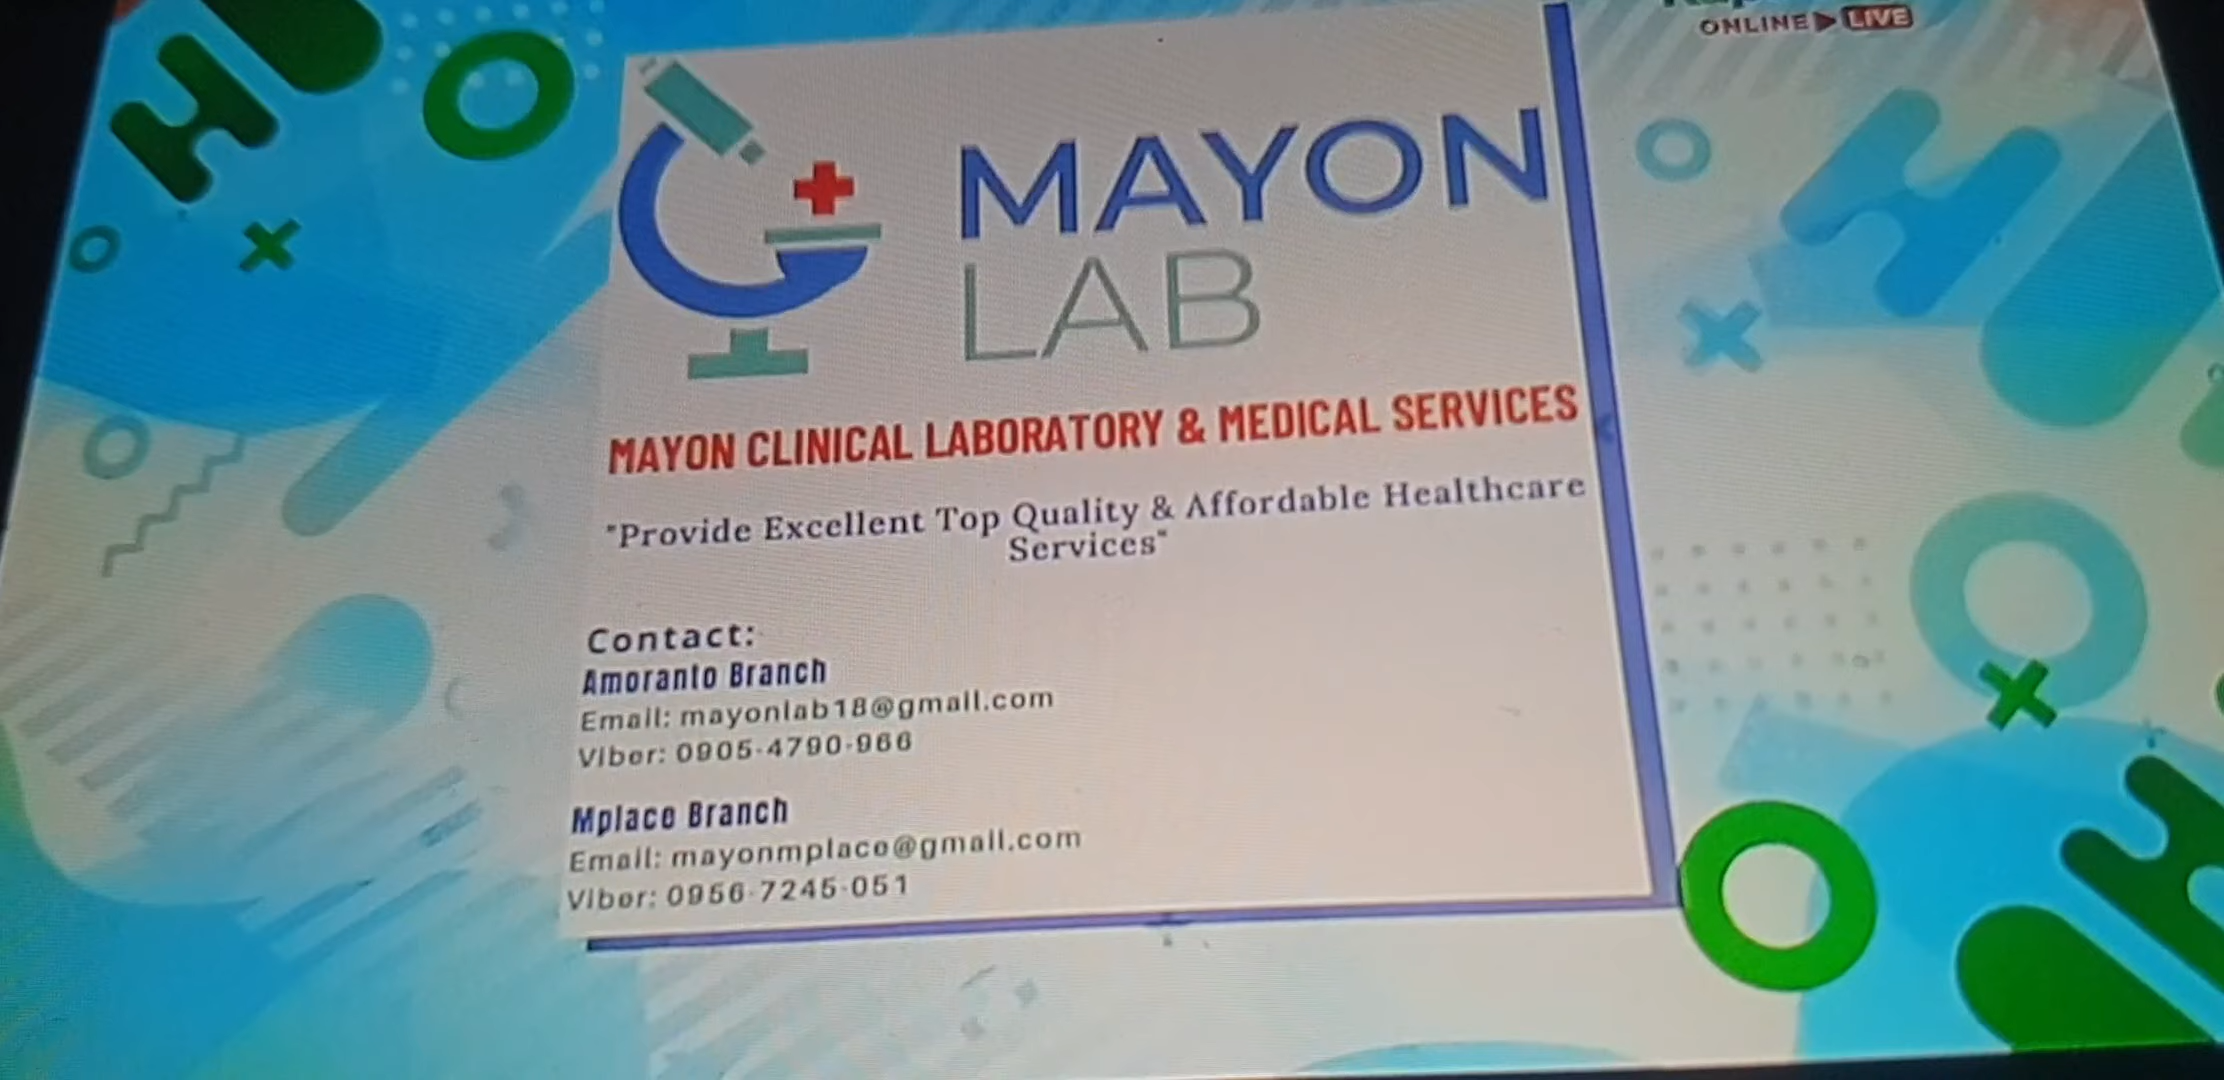 ONLINE LIVE
MAYON
LAB
MAYON CLINICAL LABORATORY & MEDICAL SERVICES
"Provide Excellent Top Quality & Affordable Healthcare
Services"
Contact:
Amoranto Branch
Email: mayonlab18@gmail.com
Viber: 0905-4790-966
Mplace Branch
Email: mayonmplace@gmail.com
Viber: 0956-7245-051